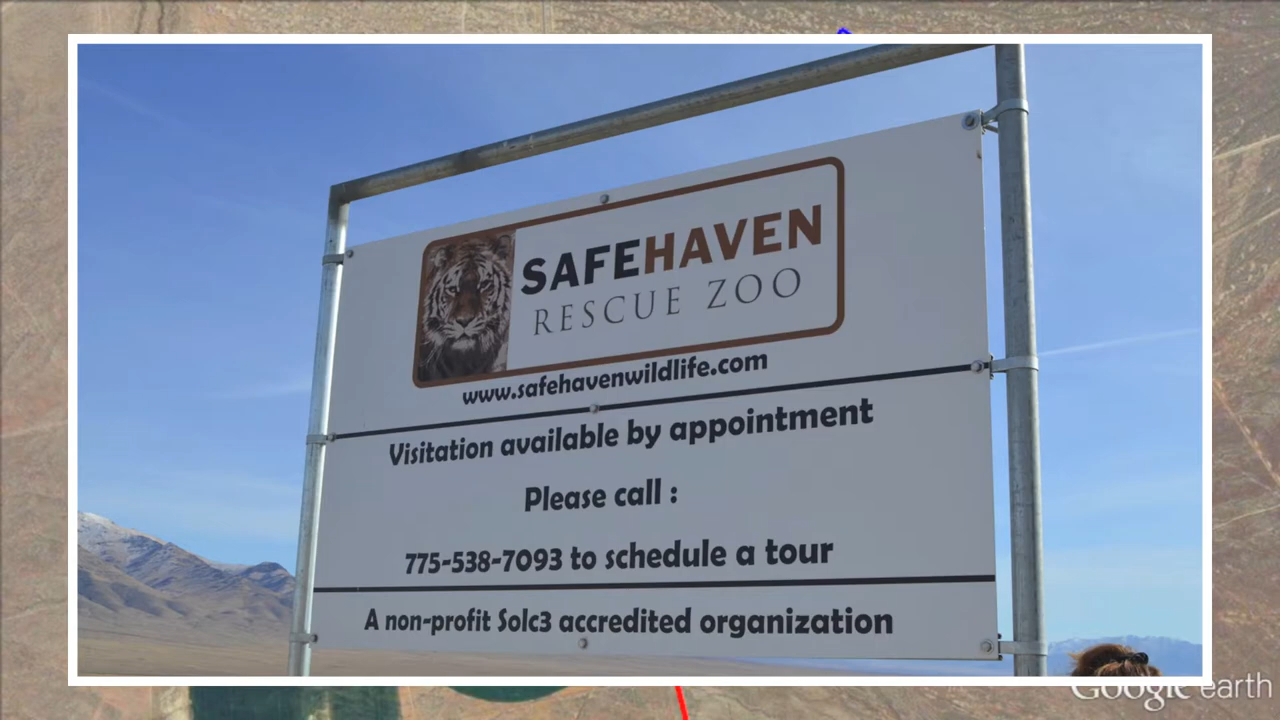 SAFEHAVEN
RESCUE ZOO
www.safehavenwildlife.com
Visitation available by appointment
Please call :
775-538-7093 to schedule a tour
A non-profit 5o1c3 accredited organization
Google earth